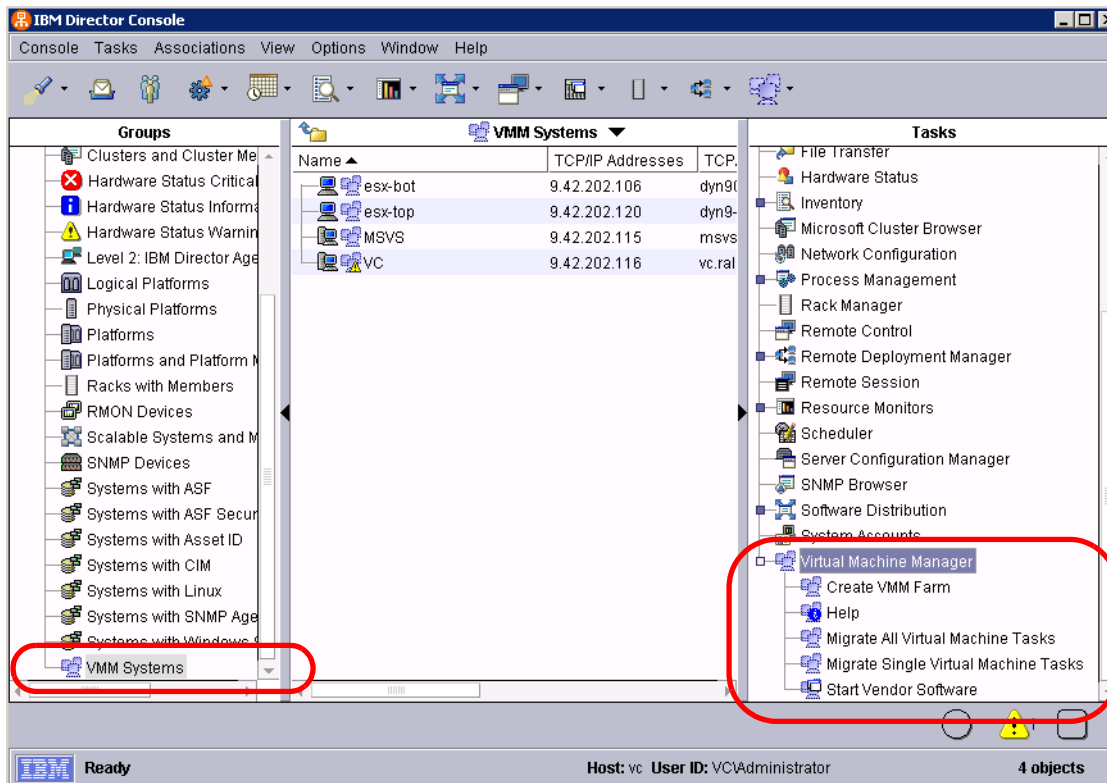 IBM Director Console
Console Tasks Associations View Options Window Help
Groups
Clusters and Cluster Me
Hardware Status Critical
Hardware Status Informa
Hardware Status Warnin
Level 2: IBM Director Age
Logical Platforms
Physical Platforms
Platforms
Platforms and Platform M
Racks with Members
RMON Devices
Scalable Systems and M
SNMP Devices
Systems with ASF
Systems with ASF Secur
Systems with Asset ID
Systems with CIM
Systems with Linux
Systems with SNMP Age
Systems with Windows S
VMM Systems
VMM Systems
Name TCP/IP Addresses TCP.
esx-bot 9.42.202.106 dyn9(
esx-top 9.42.202.120 dyn9-
MSVS 9.42.202.115 msvs
VC 9.42.202.116 vc.ral
Tasks
File Transfer
Hardware Status
Inventory
Microsoft Cluster Browser
Network Configuration
Process Management
Rack Manager
Remote Control
Remote Deployment Manager
Remote Session
Resource Monitors
Scheduler
Server Configuration Manager
SNMP Browser
Software Distribution
System Accounts
Virtual Machine Manager
Create VMM Farm
Help
Migrate All Virtual Machine Tasks
Migrate Single Virtual Machine Tasks
Start Vendor Software
IBM Ready
Host: vc User ID: VC\Administrator
4 objects